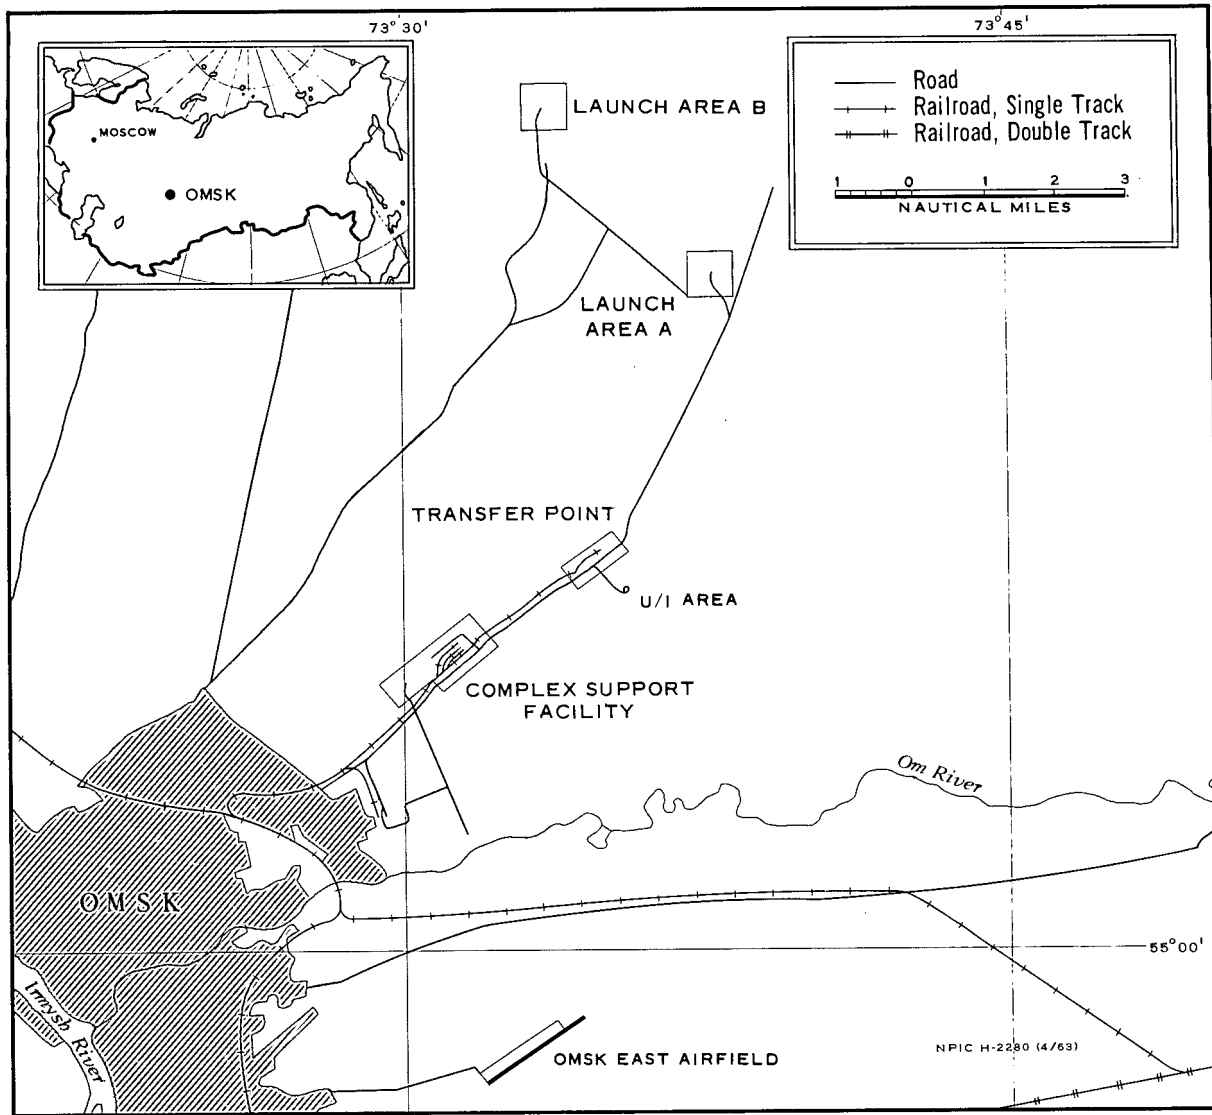 73° 30'
73° 45'
MOSCOW
OMSK
LAUNCH AREA B
Road
Railroad, Single Track
Railroad, Double Track
1 0 1 2 3
NAUTICAL MILES
LAUNCH
AREA A
TRANSFER POINT
U/I AREA
COMPLEX SUPPORT
FACILITY
Om River
OMSK
55° 00'
Irmysh River
NPIC H-2280 (4/63)
OMSK EAST AIRFIELD